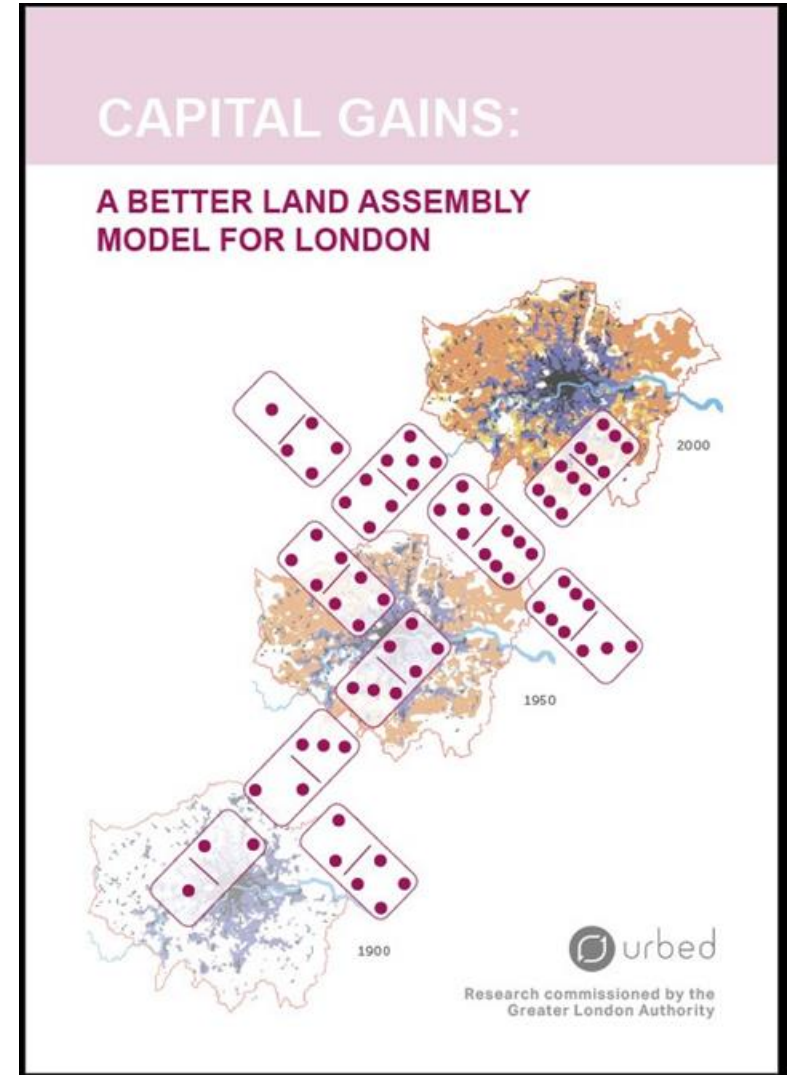 CAPITAL GAINS:
A BETTER LAND ASSEMBLY
MODEL FOR LONDON
2000
1950
1900
urbed
Research commissioned by the
Greater London Authority